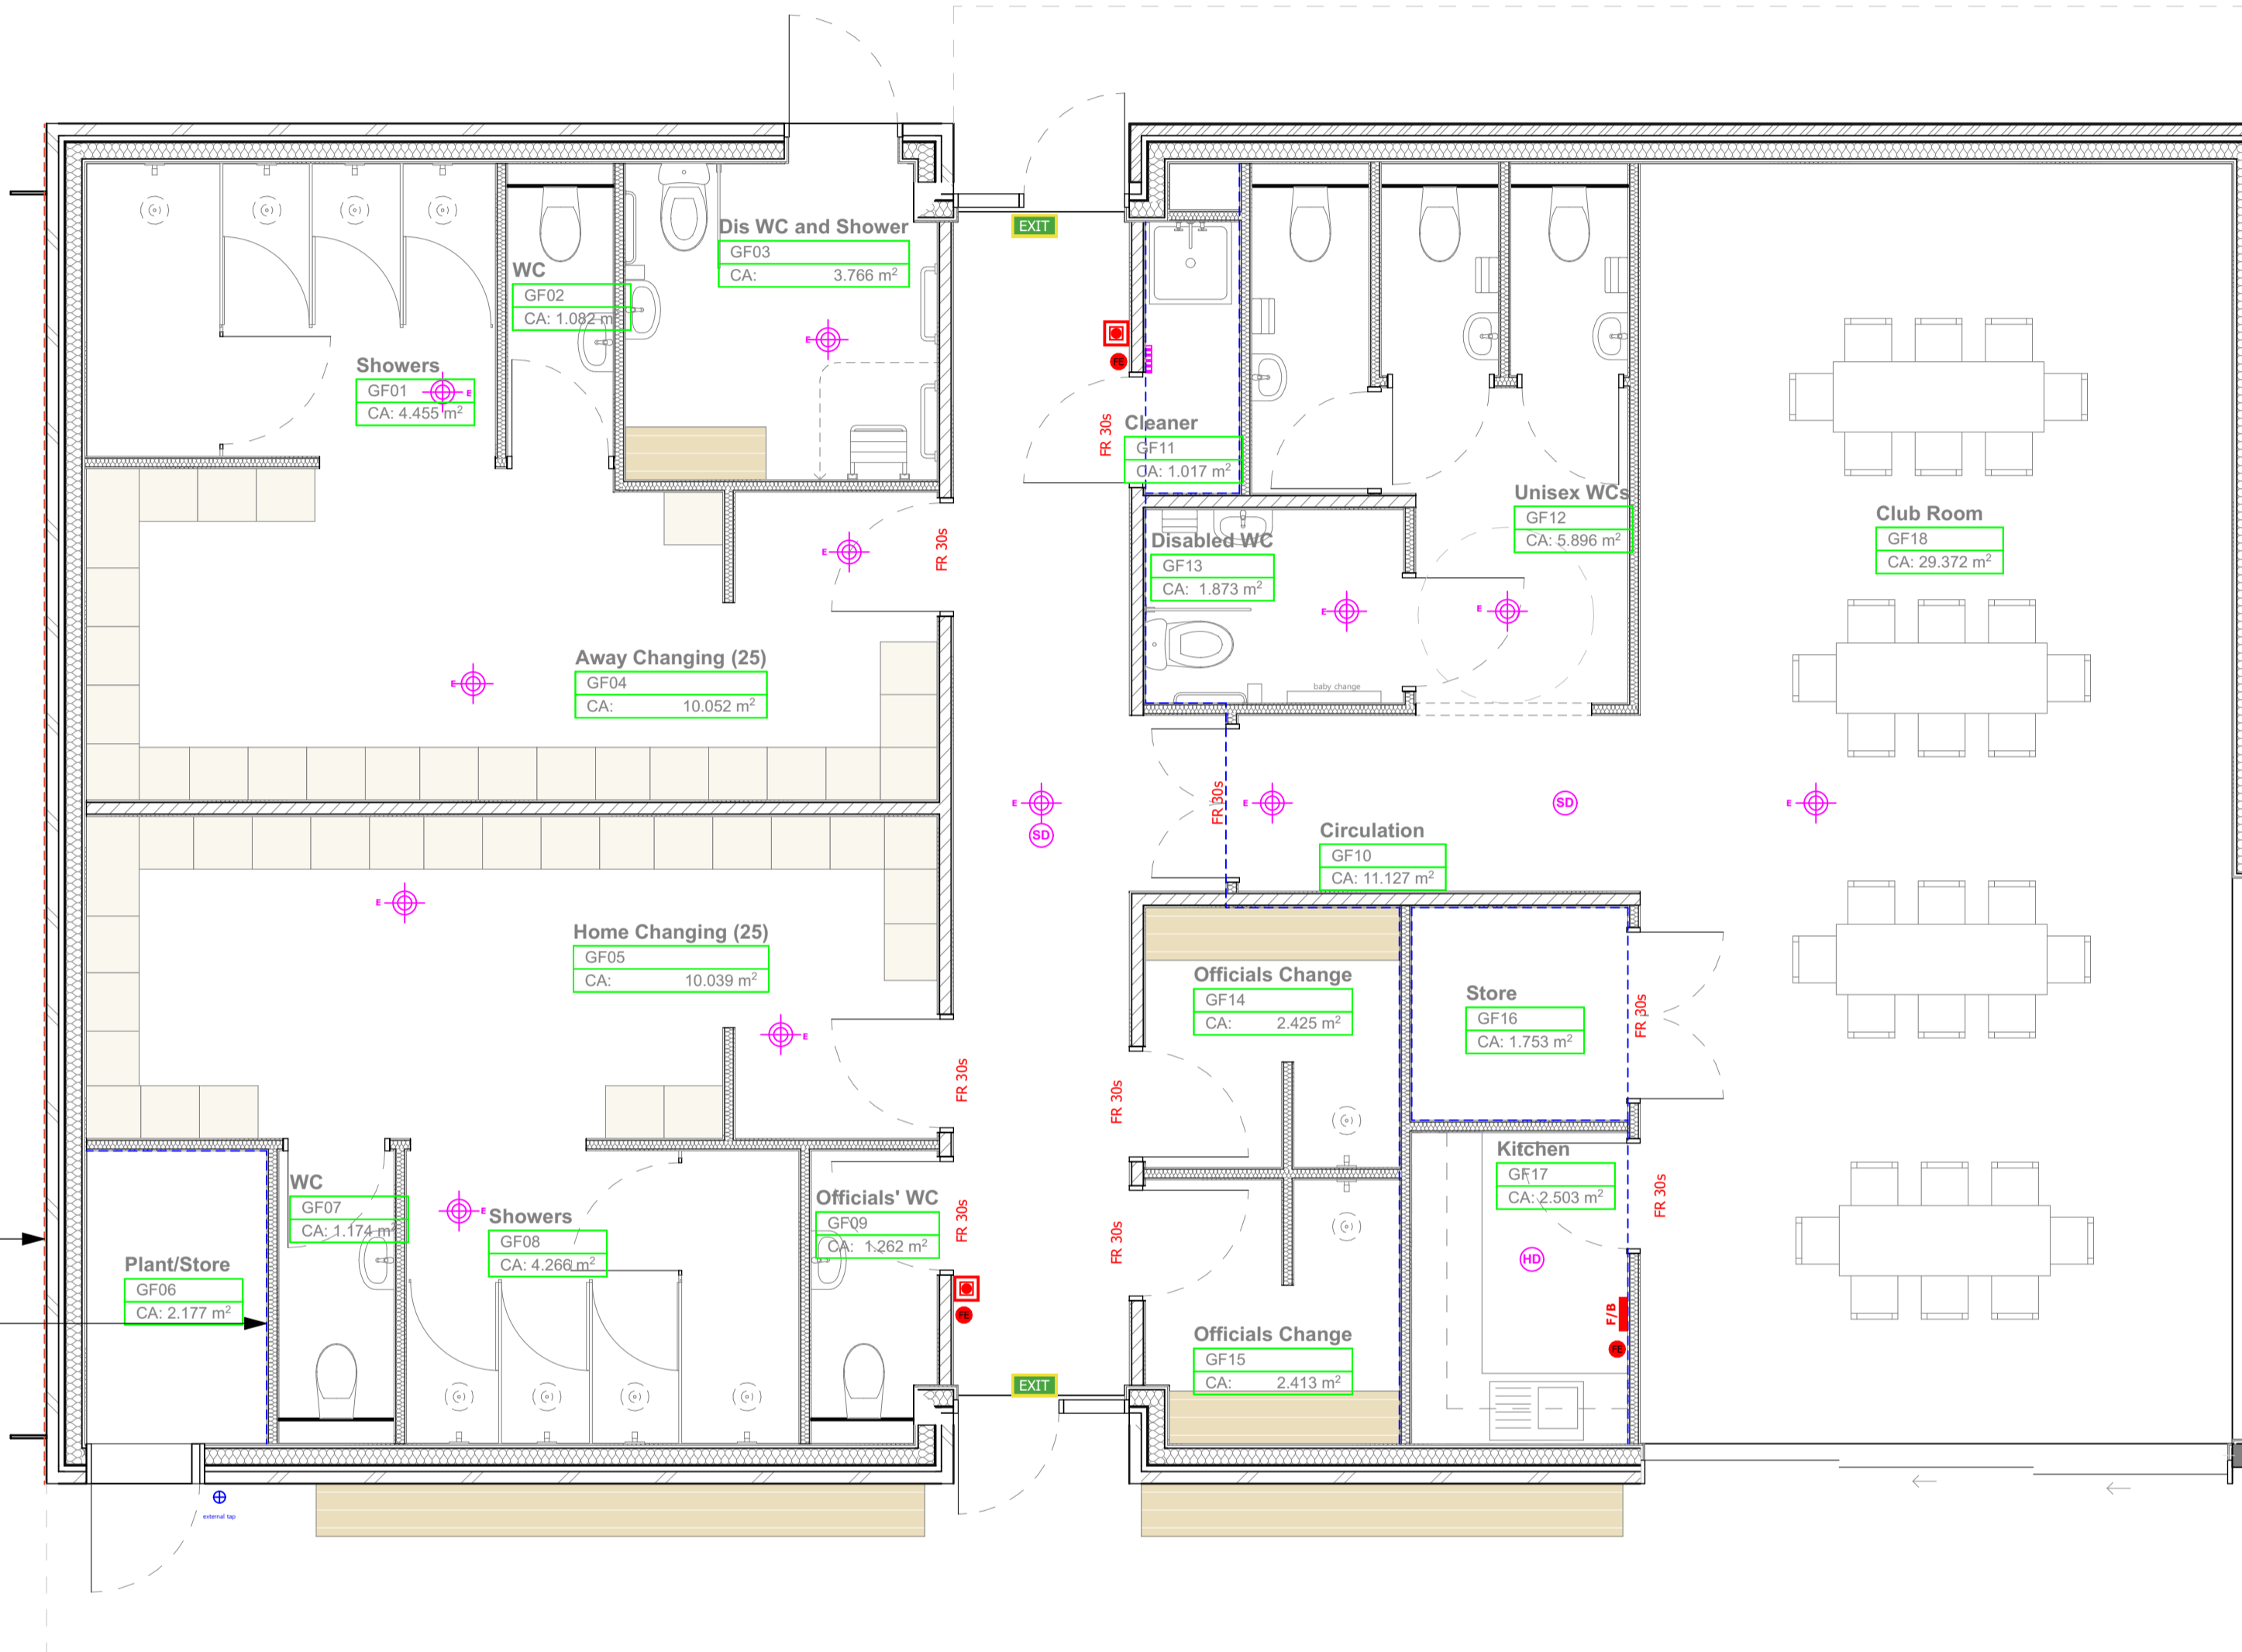 EXIT
Dis WC and Shower
GF03
CA: 3.766 m²
WC
GF02
CA: 1.082 m
E
Showers
GF01
E
CA: 4.455 m²
FE
FR 30s
Cleaner
GF11
CA: 1.017 m²
Unisex WCs
GF12
CA: 5.896 m²
Club Room
GF18
CA: 29.372 m²
E
FR 30s
Disabled WC
GF13
CA: 1.873 m²
E
E
baby change
Away Changing (25)
GF04
CA: 10.052 m²
E
E
SD
FR 30s
E
SD
E
Circulation
GF10
CA: 11.127 m²
E
Home Changing (25)
GF05
CA: 10.039 m²
E
FR 30s
FR 30s
Officials Change
GF14
CA: 2.425 m²
Store
GF16
CA: 1.753 m²
FR 30s
Kitchen
GF17
CA: 2.503 m²
FR 30s
HD
F/B
FE
WC
GF07
CA: 1.174 m²
E
Showers
GF08
CA: 4.266 m²
Officials' WC
GF09
CA: 1.262 m²
FR 30s
FR 30s
FE
Plant/Store
GF06
CA: 2.177 m²
Officials Change
GF15
CA: 2.413 m²
EXIT
external tap